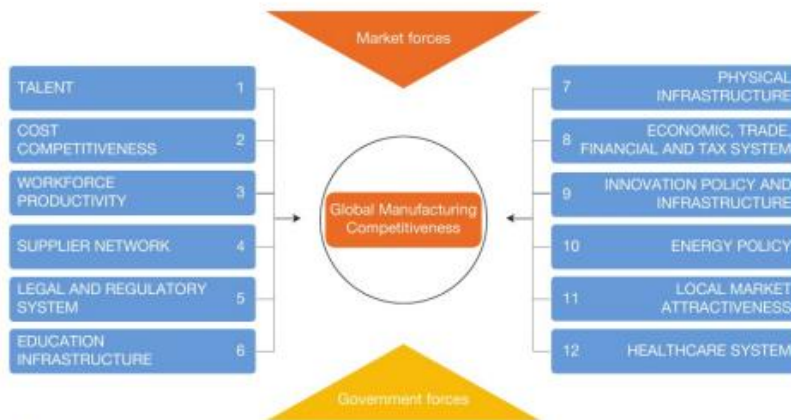 Market forces
TALENT 1
COST
COMPETITIVENESS 2
WORKFORCE
PRODUCTIVITY 3
SUPPLIER NETWORK 4
LEGAL AND REGULATORY
SYSTEM 5
EDUCATION
INFRASTRUCTURE 6
Global Manufacturing
Competitiveness
7 PHYSICAL
INFRASTRUCTURE
8 ECONOMIC, TRADE,
FINANCIAL AND TAX SYSTEM
9 INNOVATION POLICY AND
INFRASTRUCTURE
10 ENERGY POLICY
11 LOCAL MARKET
ATTRACTIVENESS
12 HEALTHCARE SYSTEM
Government forces